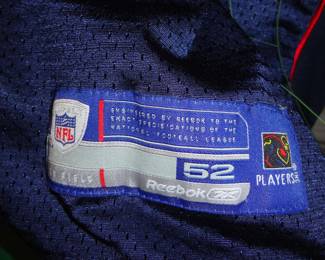 ENGINEERED BY REEBOK TO THE
EXACT SPECIFICATIONS OF THE
NATIONAL FOOTBALL LEAGUE
NFL
52
Reebok
PLAYERS